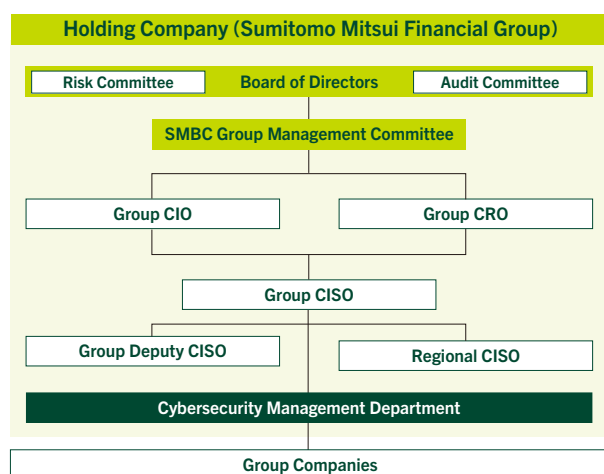 Holding Company (Sumitomo Mitsui Financial Group)
Risk Committee
Board of Directors
Audit Committee
SMBC Group Management Committee
Group CIO
Group CRO
Group CISO
Group Deputy CISO
Regional CISO
Cybersecurity Management Department
Group Companies